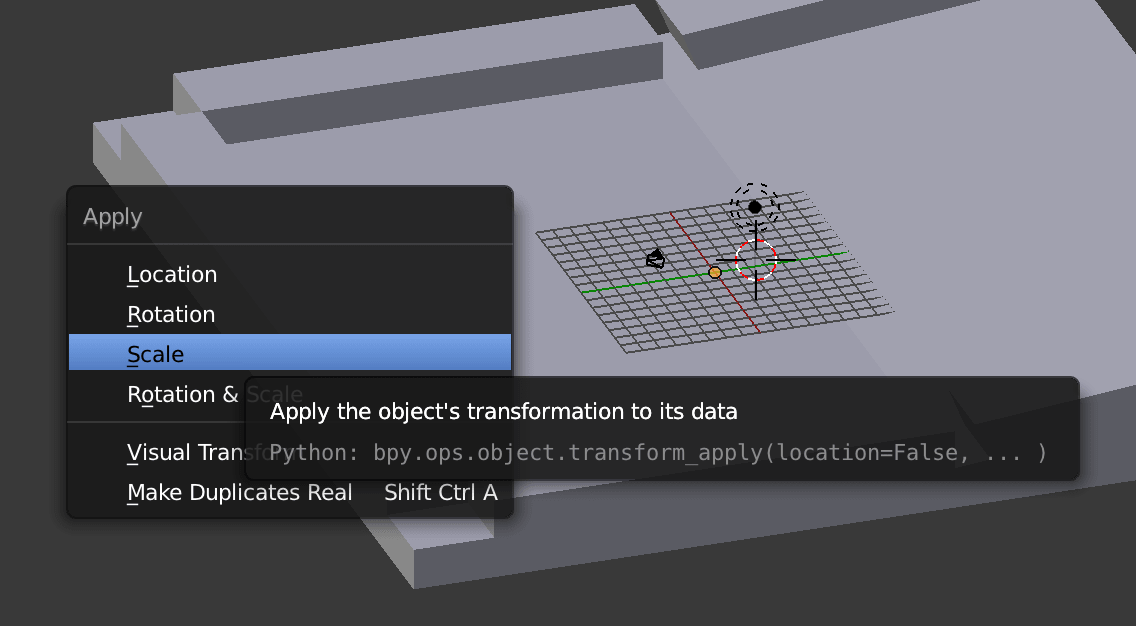 Apply
Location
Rotation
Scale
Rotation & Scale
Apply the object's transformation to its data
Visual Transfo
Python: bpy.ops.object.transform_apply(location=False, ... )
Make Duplicates Real Shift Ctrl A